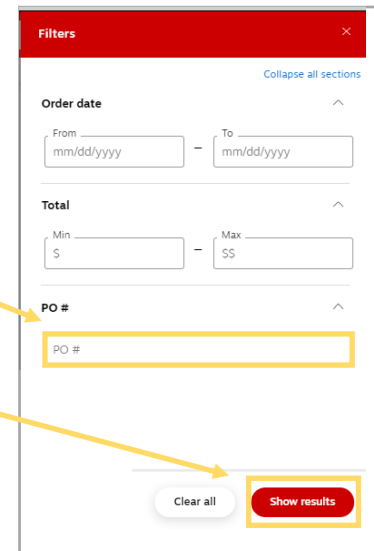 Filters
Collapse all sections
Order date
From To
mm/dd/yyyy – mm/dd/yyyy
Total
Min Max
$ – $$
PO #
PO #
Clear all Show results